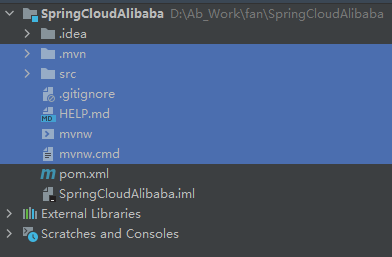 SpringCloudAlibaba D:\Ab_Work\fan\SpringCloudAlibaba
.idea
.mvn
src
.gitignore
MD HELP.md
mvnw
mvnw.cmd
m pom.xml
SpringCloudAlibaba.iml
External Libraries
Scratches and Consoles